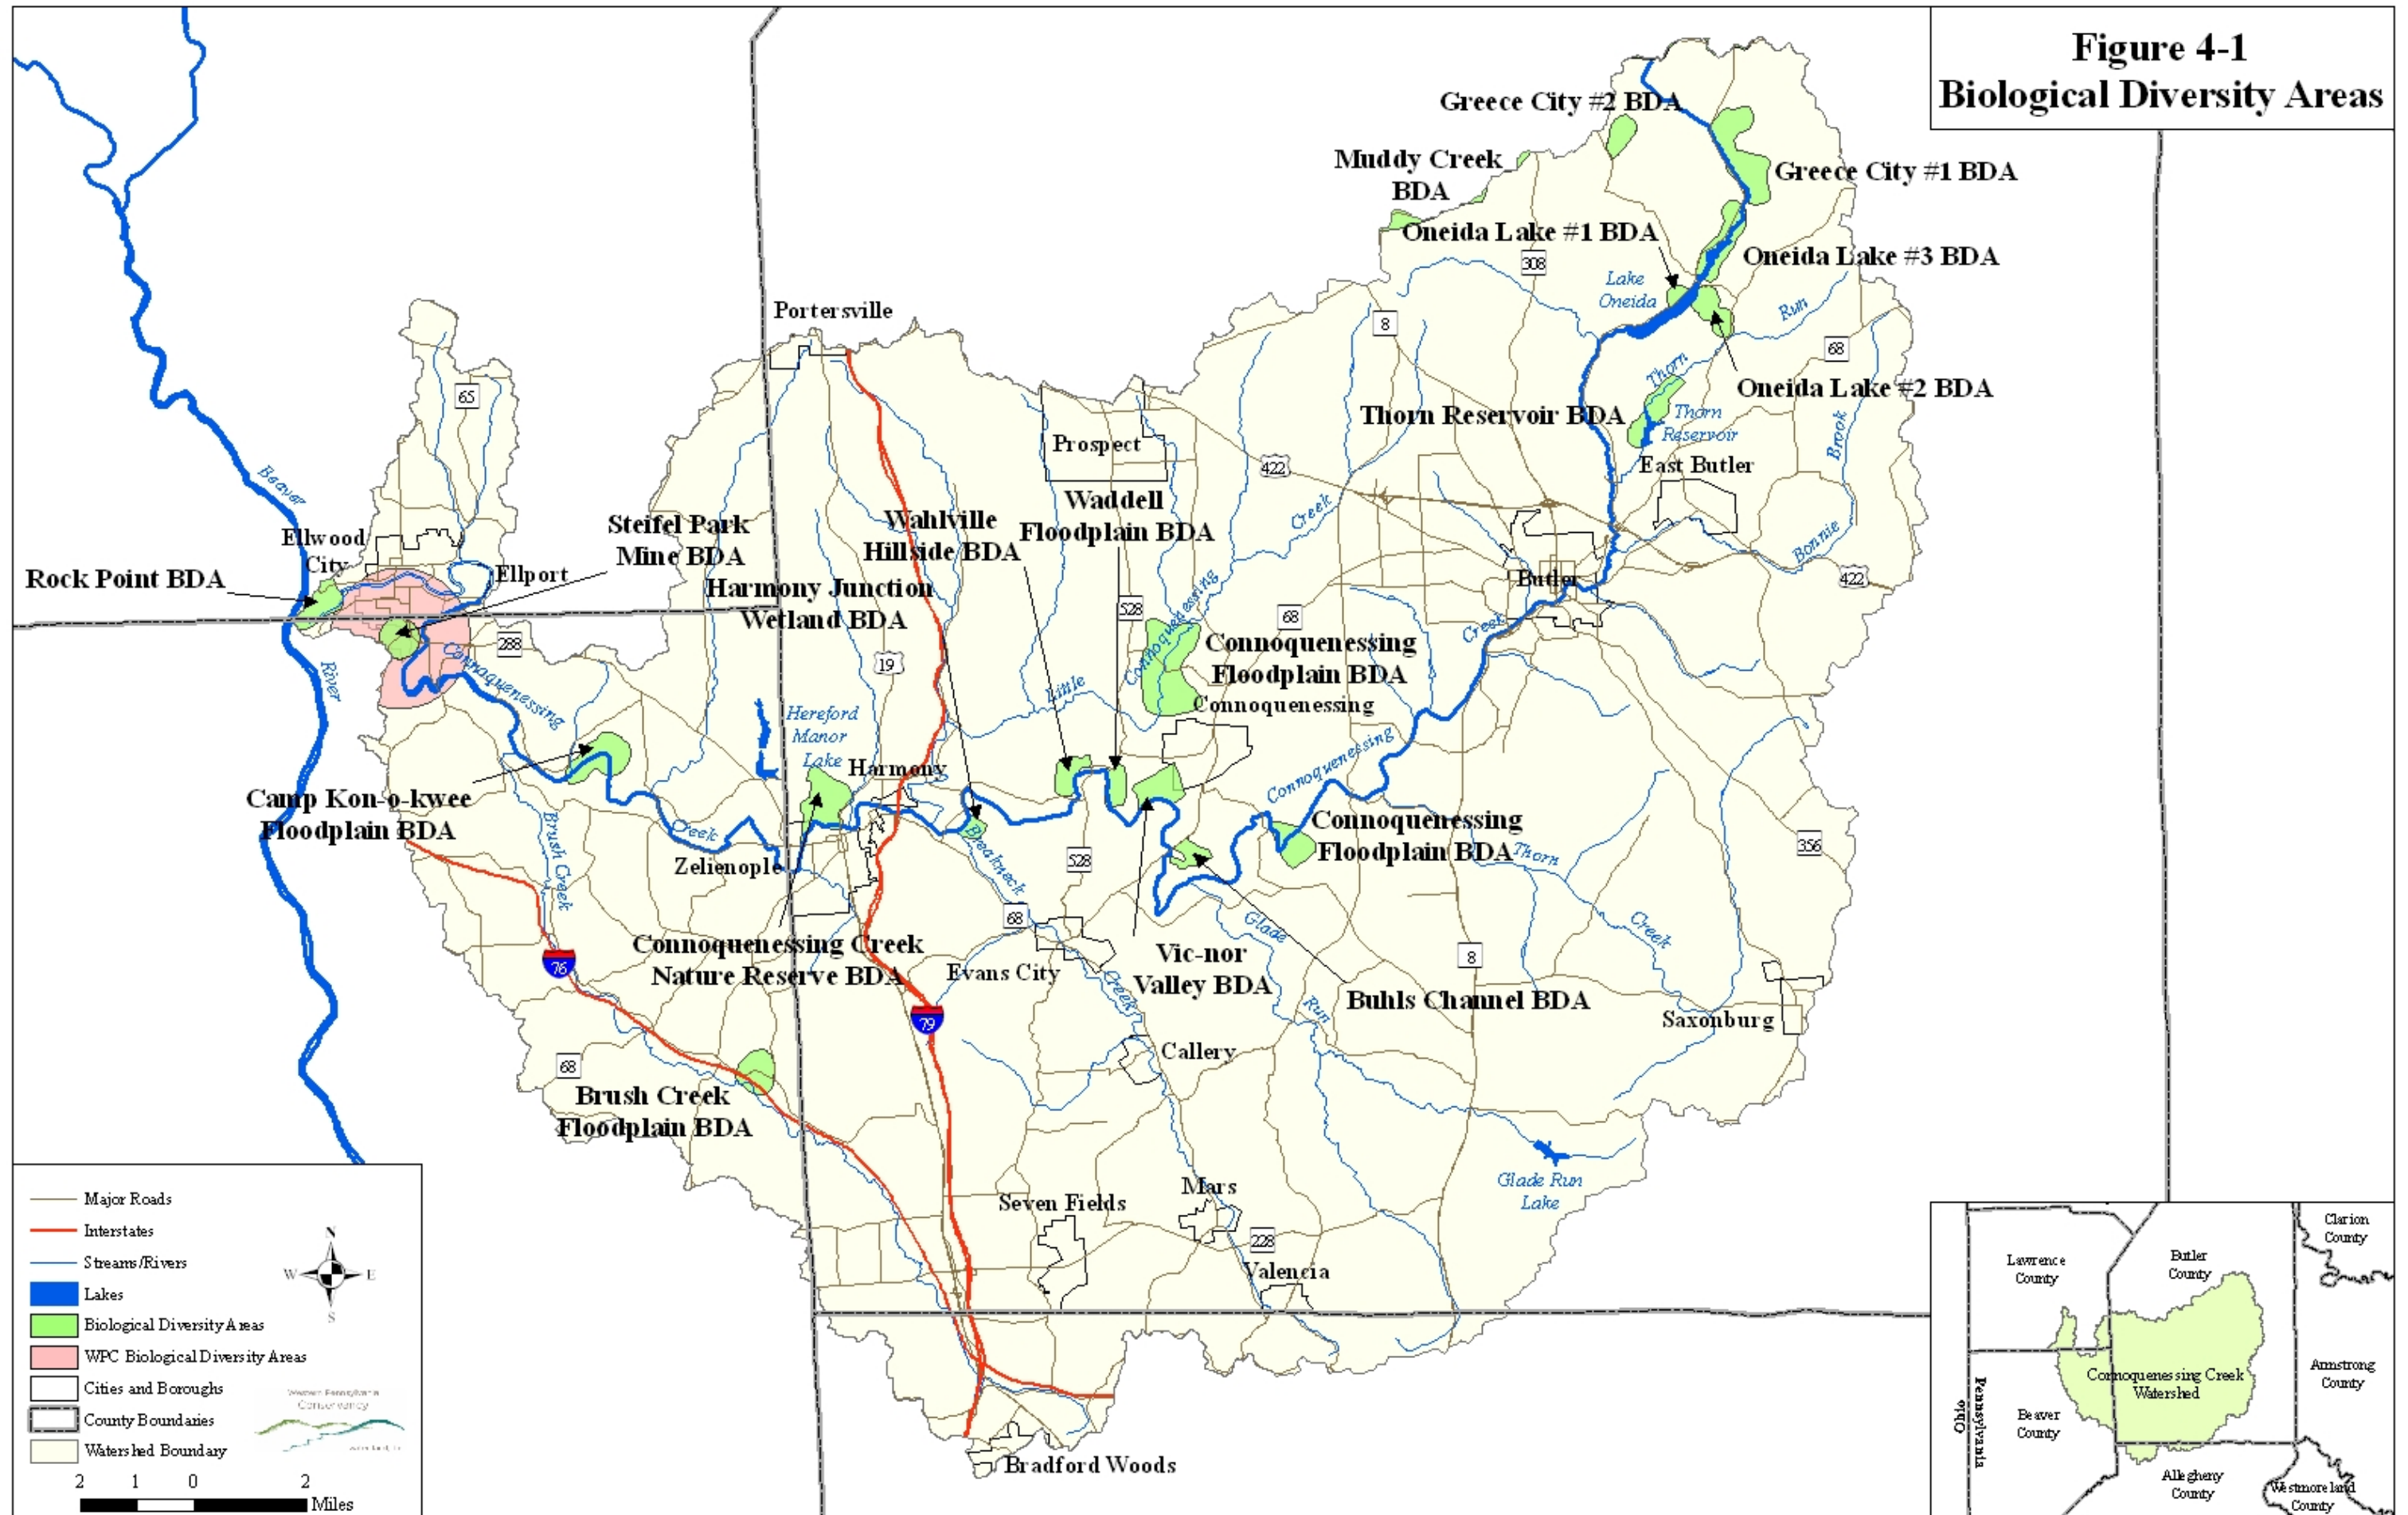 Figure 4-1
Biological Diversity Areas
Greece City #2 BDA
Muddy Creek
BDA
Greece City #1 BDA
Oneida Lake #1 BDA
Oneida Lake #3 BDA
308
Lake
Oneida
Run
Portersville
8
68
Thorn
Oneida Lake #2 BDA
65
Thorn Reservoir BDA
Thorn
Reservoir
Brook
Prospect
422
East Butler
Beaver
Waddell
Floodplain BDA
Creek
Steifel Park
Mine BDA
Wahlville
Hillside BDA
Ellwood
City
Bonnie
Rock Point BDA
Ellport
Butler
422
Harmony Junction
Wetland BDA
528
Connoquenessing
68
Creek
288
Connoquenessing
Floodplain BDA
19
Connoquenessing
River
Little
Connoquenessing
Hereford
Manor
Lake
Connoquenessing
Harmony
Camp Kon-o-kwee
Floodplain BDA
Connoquenessing
Floodplain BDA
Brush Creek
Creek
Breakneck
Zelienople
528
Thorn
356
68
Glade
Creek
Connoquenessing Creek
Nature Reserve BDA
Evans City
Vic-nor
Valley BDA
8
76
Creek
Buhls Channel BDA
Run
79
Saxonburg
Callery
68
Brush Creek
Floodplain BDA
Glade Run
Lake
Seven Fields
Mars
228
Valencia
Bradford Woods
Major Roads
Interstates
Streams/Rivers
Lakes
Biological Diversity Areas
WPC Biological Diversity Areas
Cities and Boroughs
County Boundaries
Watershed Boundary
N
W
E
S
Western Pennsylvania
Conservancy
2 1 0 2
Miles
Clarion
County
Lawrence
County
Butler
County
Connoquenessing Creek
Watershed
Armstrong
County
Ohio
Pennsylvania
Beaver
County
Allegheny
County
Westmoreland
County